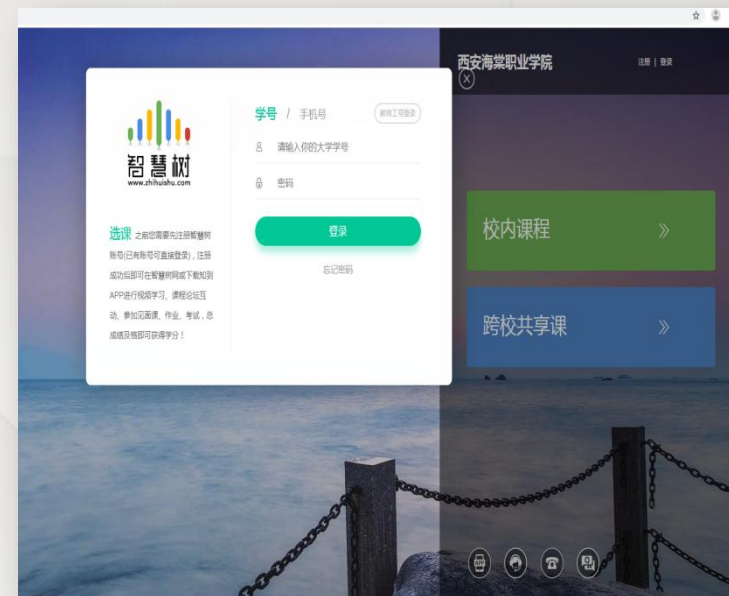 西安海棠职业学院
注册 | 登录
智慧树
www.zhihuishu.com
选课 之前您需要先注册智慧树
账号(已有账号可直接登录),注册
成功后即可在智慧树网或下载知到
APP进行视频学习、课程论坛互
动、参加见面课、作业、考试,总
成绩及格即可获得学分!
学号 / 手机号
教师工号登录
请输入你的大学学号
密码
登录
忘记密码
校内课程
跨校共享课
APP